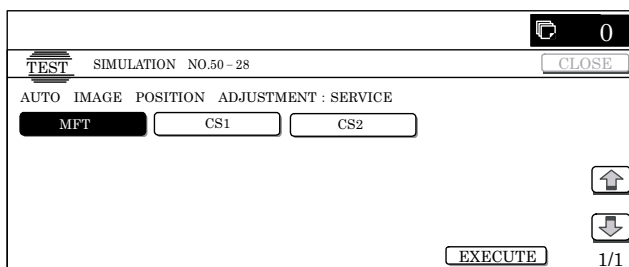 0
TEST SIMULATION NO.50–28 CLOSE
AUTO IMAGE POSITION ADJUSTMENT : SERVICE
MFT CS1 CS2
EXECUTE 1/1